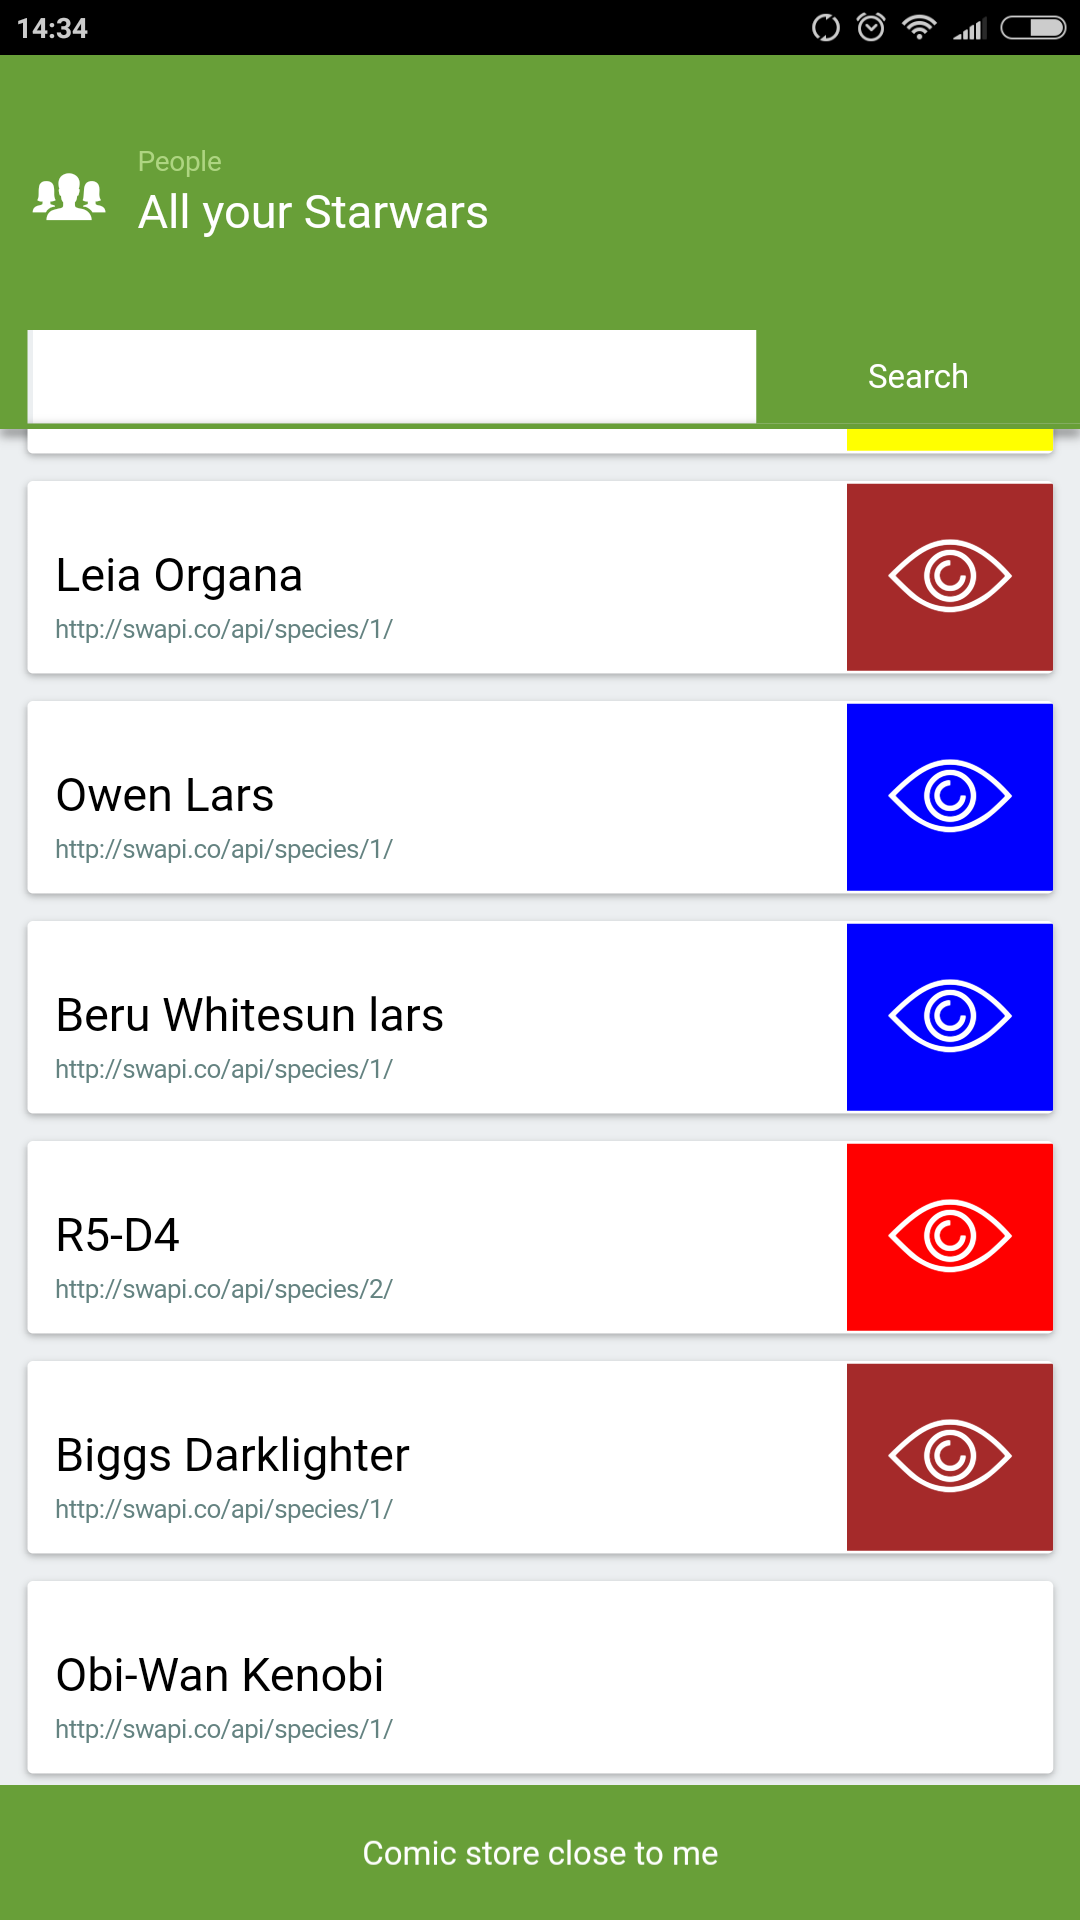 14:34
People
All your Starwars
Search
Leia Organa
http://swapi.co/api/species/1/
Owen Lars
http://swapi.co/api/species/1/
Beru Whitesun lars
http://swapi.co/api/species/1/
R5-D4
http://swapi.co/api/species/2/
Biggs Darklighter
http://swapi.co/api/species/1/
Obi-Wan Kenobi
http://swapi.co/api/species/1/
Comic store close to me